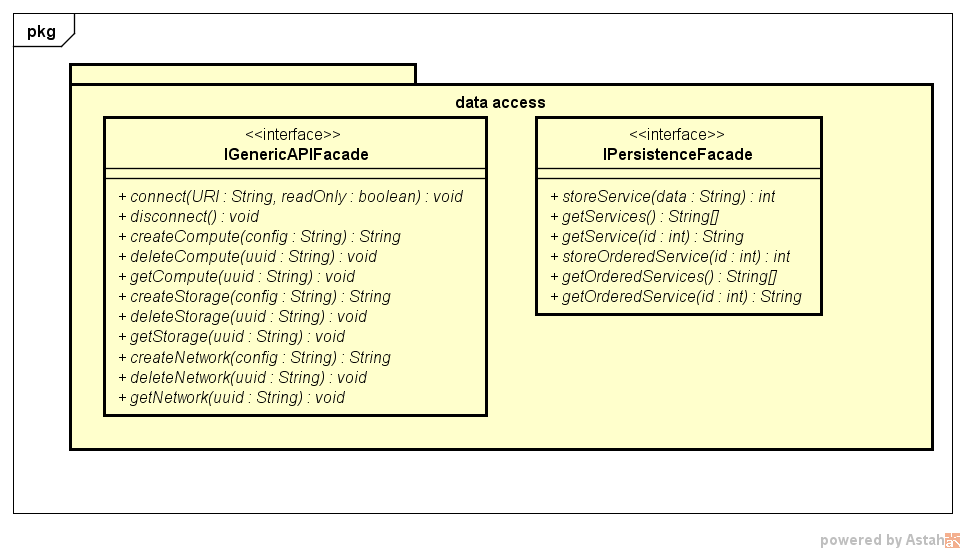 pkg
data access
<<interface>>
IGenericAPIFacade
+ connect(URI : String, readOnly : boolean) : void
+ disconnect() : void
+ createCompute(config : String) : String
+ deleteCompute(uuid : String) : void
+ getCompute(uuid : String) : void
+ createStorage(config : String) : String
+ deleteStorage(uuid : String) : void
+ getStorage(uuid : String) : void
+ createNetwork(config : String) : String
+ deleteNetwork(uuid : String) : void
+ getNetwork(uuid : String) : void
<<interface>>
IPersistenceFacade
+ storeService(data : String) : int
+ getServices() : String[]
+ getService(id : int) : String
+ storeOrderedService(id : int) : int
+ getOrderedServices() : String[]
+ getOrderedService(id : int) : String
powered by Astah